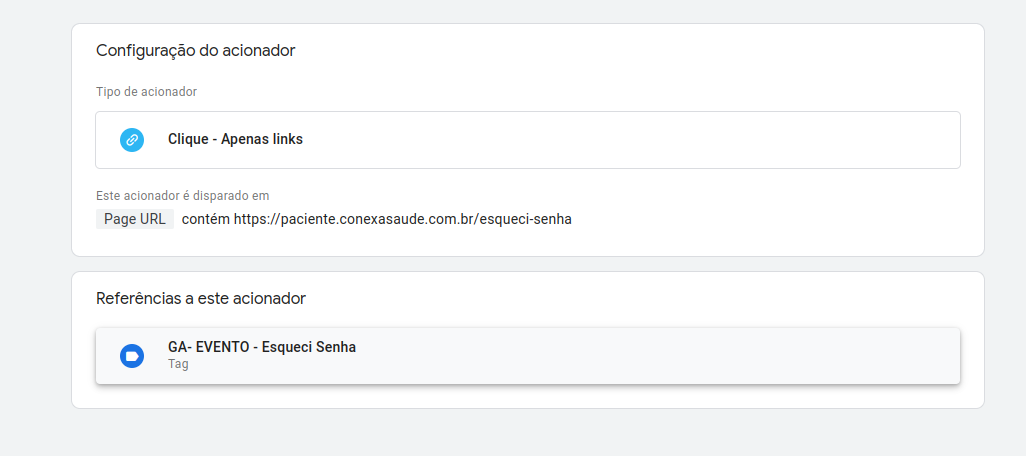 Configuração do acionador
Tipo de acionador
Clique - Apenas links
Este acionador é disparado em
Page URL contém https://paciente.conexasaude.com.br/esqueci-senha
Referências a este acionador
GA- EVENTO - Esqueci Senha
Tag